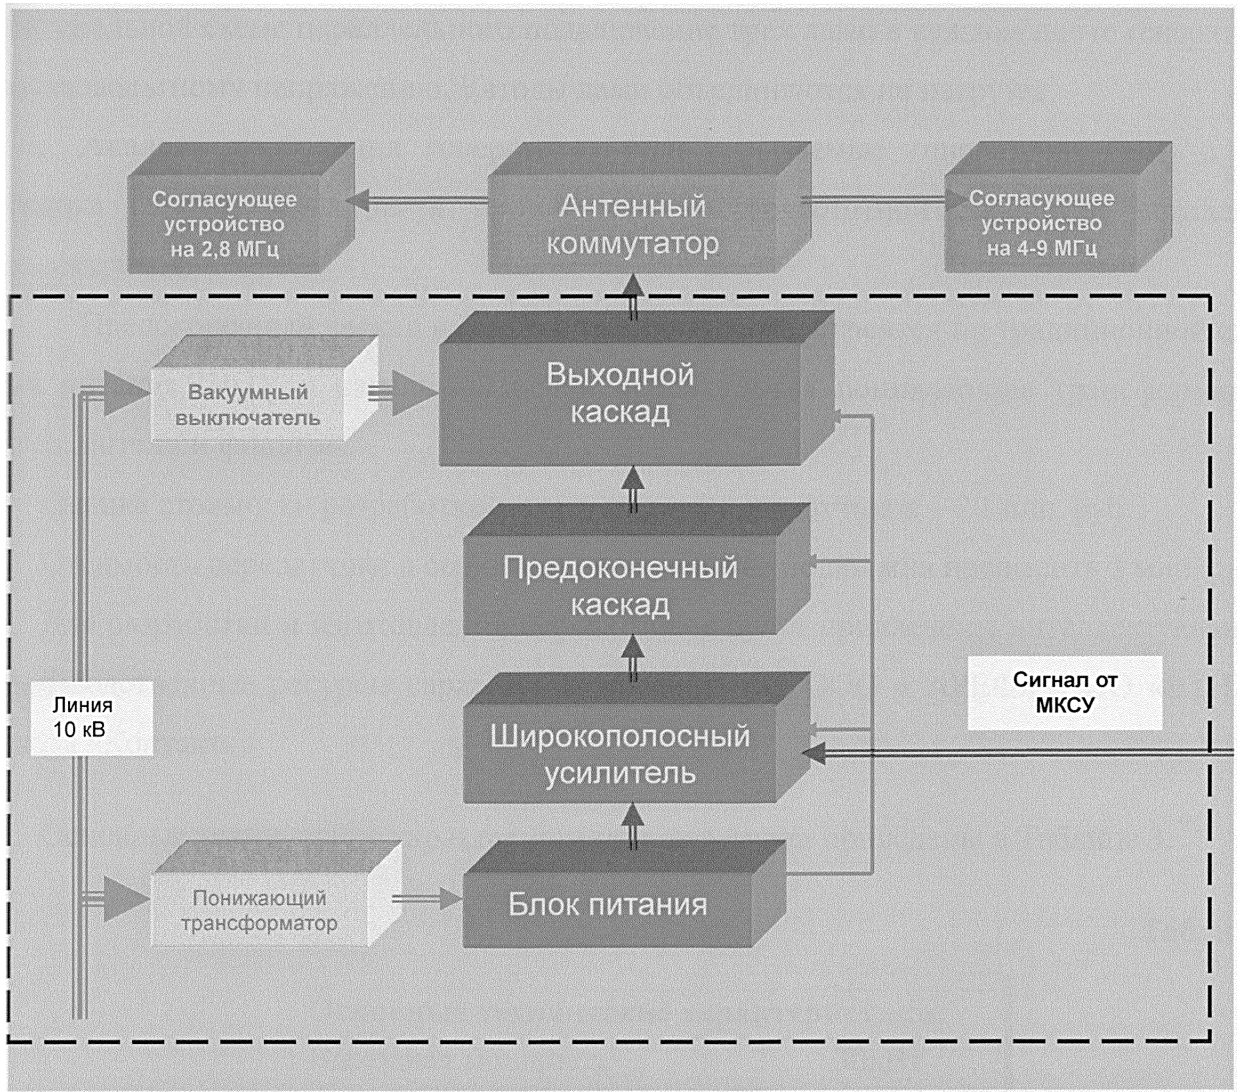 Согласующее
устройство
на 2,8 МГц
Антенный
коммутатор
Согласующее
устройство
на 4-9 МГц
Вакуумный
выключатель
Выходной
каскад
Предоконечный
каскад
Линия
10 кВ
Сигнал от
МКСУ
Широкополосный
усилитель
Понижающий
трансформатор
Блок питания